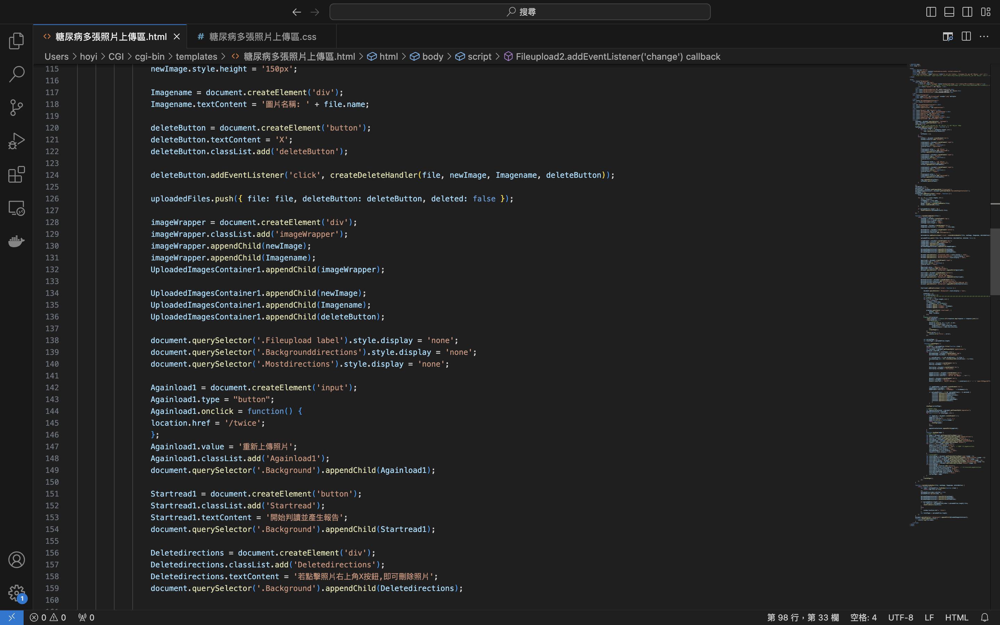 搜尋
糖尿病多張照片上傳區.html
糖尿病多張照片上傳區.css
Users > hoyi > CGI > cgi-bin > templates > 糖尿病多張照片上傳區.html > html > body > script > Fileupload2.addEventListener('change') callback
115 newImage.style.height = '150px';
116
117 Imagename = document.createElement('div');
118 Imagename.textContent = '圖片名稱: ' + file.name;
119
120 deleteButton = document.createElement('button');
121 deleteButton.textContent = 'X';
122 deleteButton.classList.add('deleteButton');
123
124 deleteButton.addEventListener('click', createDeleteHandler(file, newImage, Imagename, deleteButton));
125
126 uploadedFiles.push({ file: file, deleteButton: deleteButton, deleted: false });
127
128 imageWrapper = document.createElement('div');
129 imageWrapper.classList.add('imageWrapper');
130 imageWrapper.appendChild(newImage);
131 imageWrapper.appendChild(Imagename);
132 UploadedImagesContainer1.appendChild(imageWrapper);
133
134 UploadedImagesContainer1.appendChild(newImage);
135 UploadedImagesContainer1.appendChild(Imagename);
136 UploadedImagesContainer1.appendChild(deleteButton);
137
138 document.querySelector('.Fileupload label').style.display = 'none';
139 document.querySelector('.Backgrounddirections').style.display = 'none';
140 document.querySelector('.Mostdirections').style.display = 'none';
141
142 Againload1 = document.createElement('input');
143 Againload1.type = "button";
144 Againload1.onclick = function() {
145 location.href = '/twice';
146 };
147 Againload1.value = '重新上傳照片';
148 Againload1.classList.add('Againload1');
149 document.querySelector('.Background').appendChild(Againload1);
150
151 Startread1 = document.createElement('button');
152 Startread1.classList.add('Startread');
153 Startread1.textContent = '開始判讀並產生報告';
154 document.querySelector('.Background').appendChild(Startread1);
155
156 Deletedirections = document.createElement('div');
157 Deletedirections.classList.add('Deletedirections');
158 Deletedirections.textContent = '若點擊照片右上角X按鈕,即可刪除照片';
159 document.querySelector('.Background').appendChild(Deletedirections);
160
1
0 0 0 第 98 行，第 33 欄 空格: 4 UTF-8 LF HTML